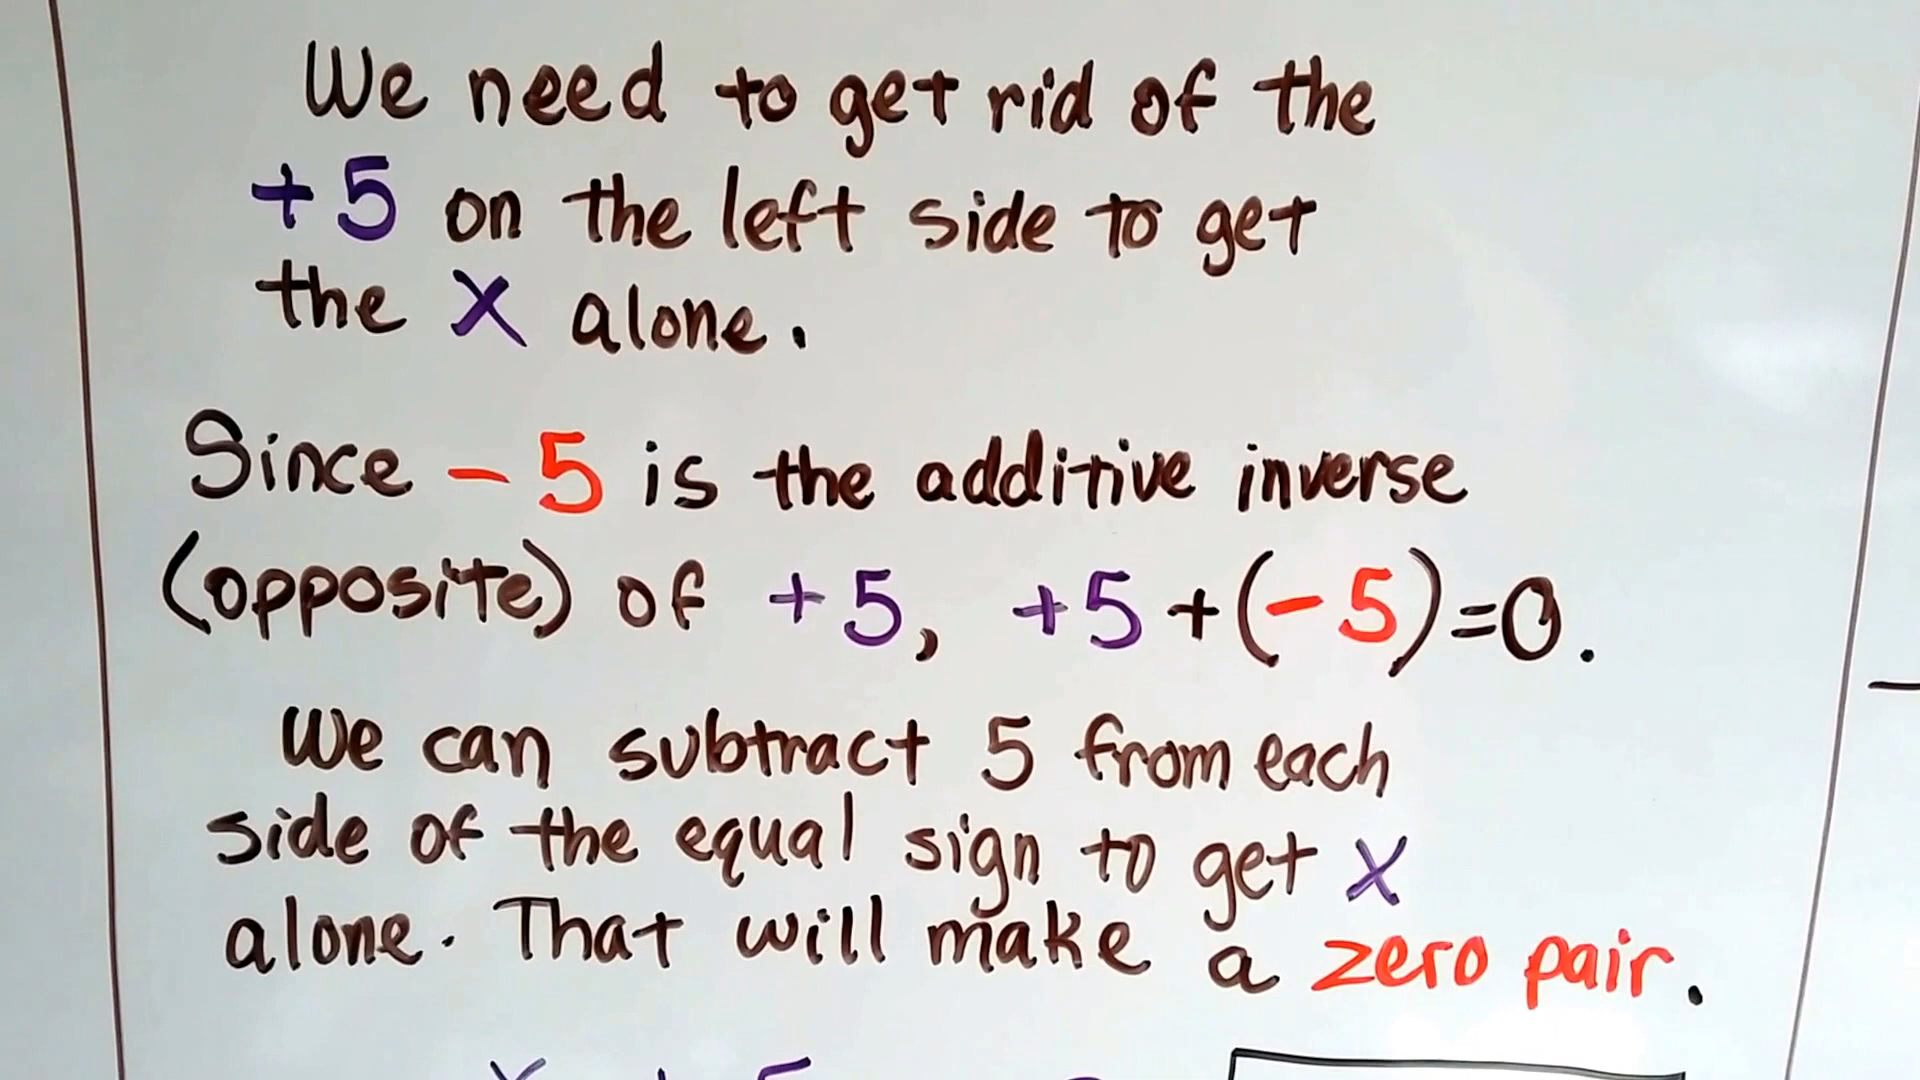 We need to get rid of the
+5 on the left side to get
the x alone.
Since -5 is the additive inverse
(opposite) of +5, +5+(-5)=0.
We can subtract 5 from each
side of the equal sign to get x
alone. That will make a zero pair.